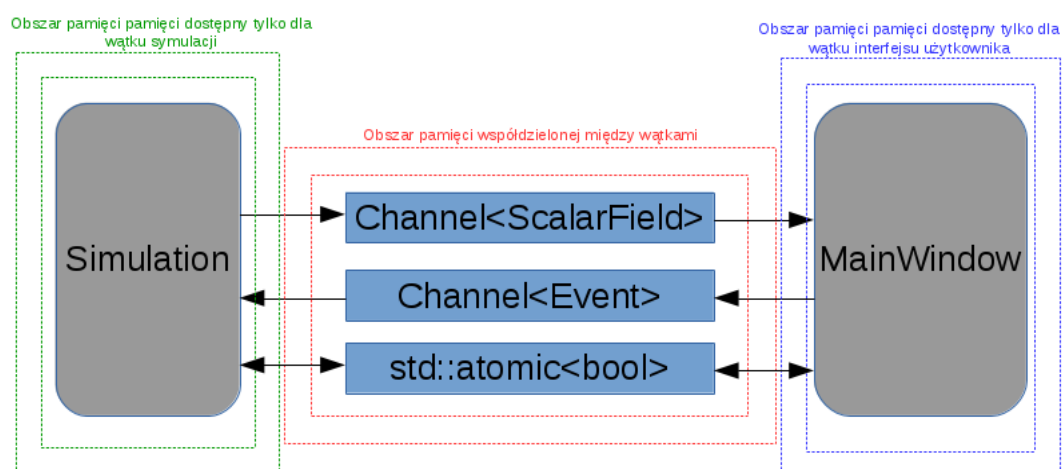 Obszar pamięci pamięci dostępny tylko dla
wątku symulacji
Obszar pamięci pamięci dostępny tylko dla
wątku interfejsu użytkownika
Obszar pamięci współdzielonej między wątkami
Channel<ScalarField>
Simulation
MainWindow
Channel<Event>
std::atomic<bool>